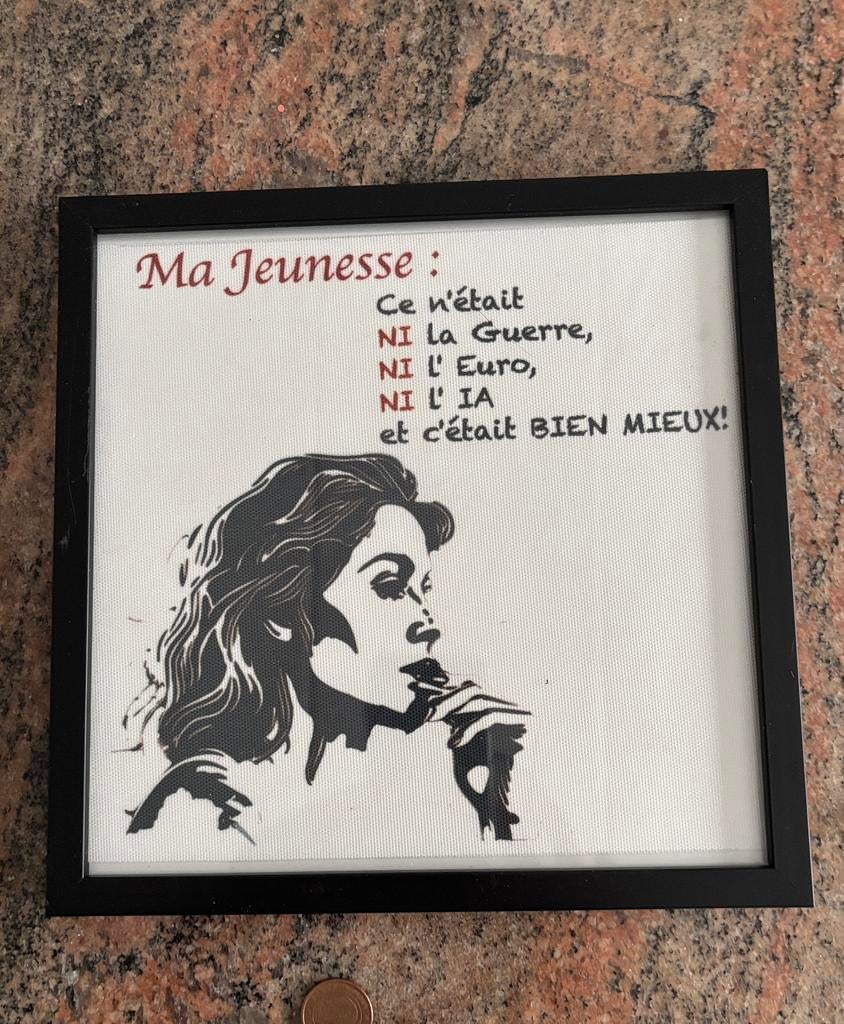 Ma Jeunesse :
Ce n'était
NI la Guerre,
NI l' Euro,
NI l' IA
et c'était BIEN MIEUX!